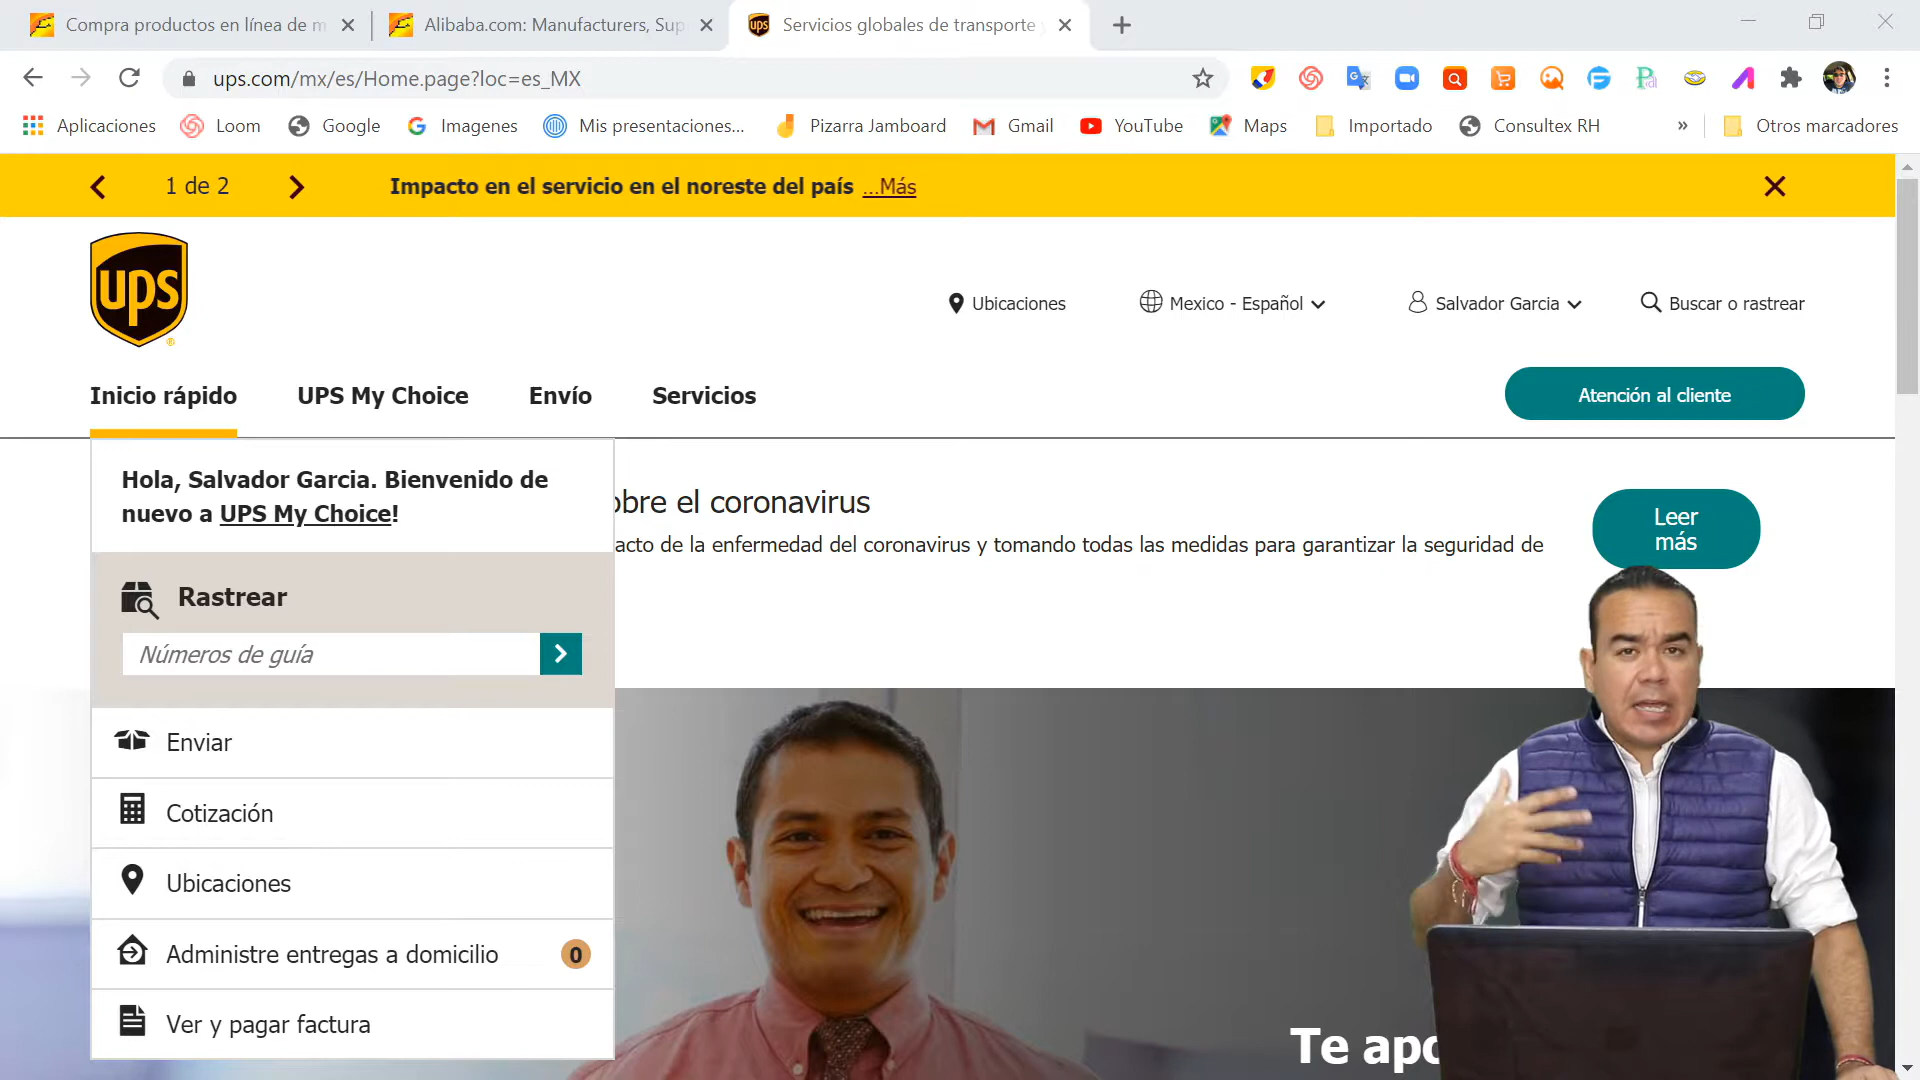 Compra productos en línea de m
Alibaba.com: Manufacturers, Sup
Servicios globales de transporte
ups.com/mx/es/Home.page?loc=es_MX
Aplicaciones
Loom
Google
Imagenes
Mis presentaciones...
Pizarra Jamboard
Gmail
YouTube
Maps
Importado
Consultex RH
»
Otros marcadores
1 de 2
Impacto en el servicio en el noreste del país ...Más
ups
Ubicaciones
Mexico - Español
Salvador Garcia
Buscar o rastrear
Inicio rápido
UPS My Choice
Envío
Servicios
Atención al cliente
Hola, Salvador Garcia. Bienvenido de
nuevo a UPS My Choice!
obre el coronavirus
acto de la enfermedad del coronavirus y tomando todas las medidas para garantizar la seguridad de
Leer
más
Rastrear
Números de guía
Enviar
Cotización
Ubicaciones
Administre entregas a domicilio
0
Ver y pagar factura
Te apo